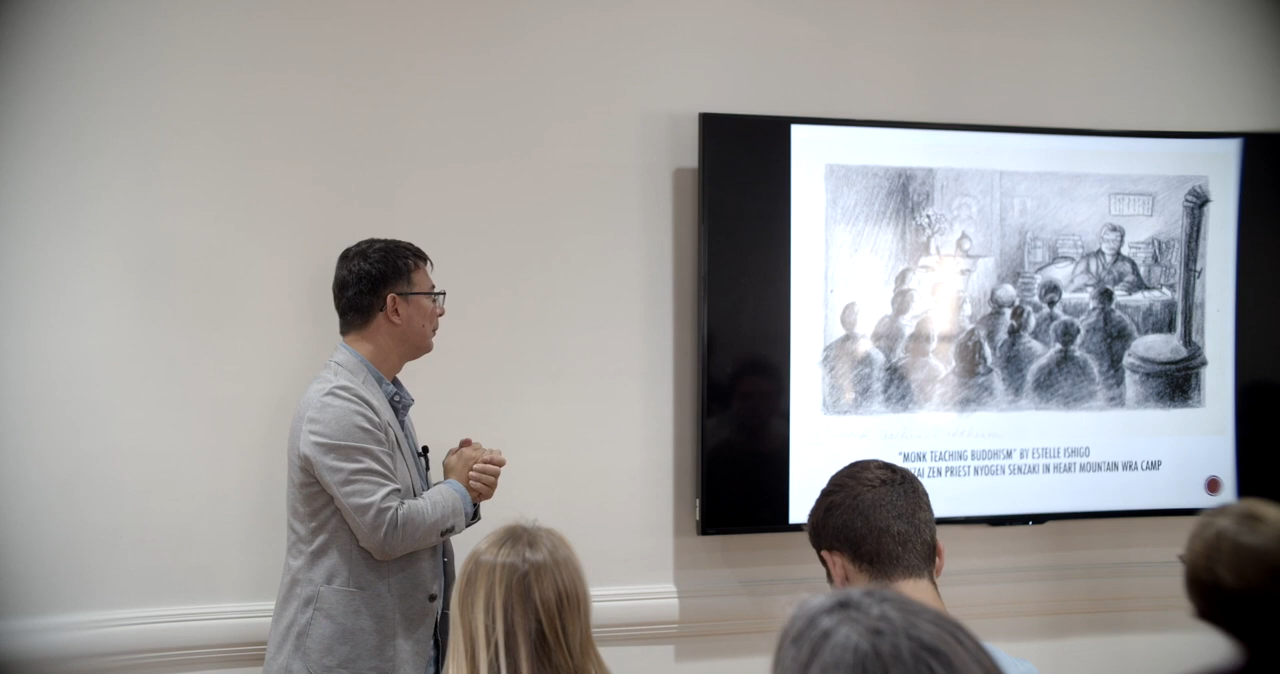 "MONK TEACHING BUDDHISM" BY ESTELLE ISHIGO
ZEN PRIEST NYOGEN SENZAKI IN HEART MOUNTAIN WRA CAMP